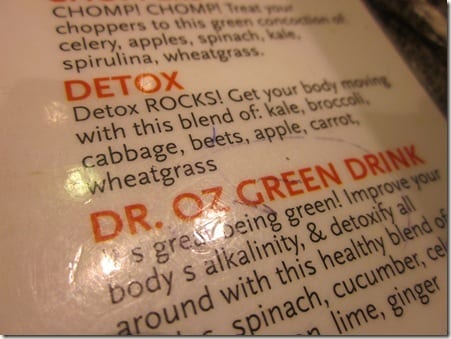 CHOMP! CHOMP! Treat your
choppers to this green concoction of
celery, apples, spinach, kale,
spirulina, wheatgrass.
DETOX
Detox ROCKS! Get your body moving
with this blend of: kale, broccoli,
cabbage, beets, apple, carrot,
wheatgrass
DR. OZ GREEN DRINK
s great being green! Improve your
body s alkalinity, & detoxify all
around with this healthy blend of
spinach, cucumber, cel
lime, ginger